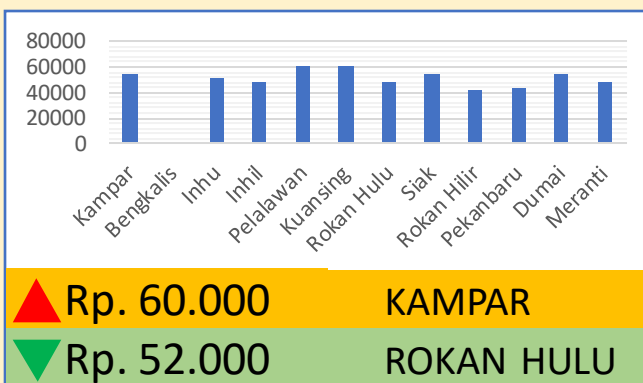 80000
60000
40000
20000
0
Kampar
Bengkalis
Inhu
Inhil
Pelalawan
Kuansing
Rokan Hulu
Siak
Rokan Hilir
Pekanbaru
Dumai
Meranti
Rp. 60.000 KAMPAR
Rp. 52.000 ROKAN HULU